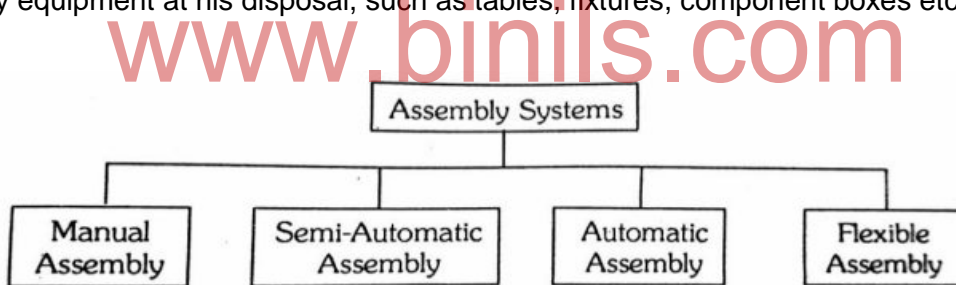 y equipment at his disposal, such as tables, fixtures, component boxes etc
www.binils.com
Assembly Systems
Manual
Assembly
Semi-Automatic
Assembly
Automatic
Assembly
Flexible
Assembly